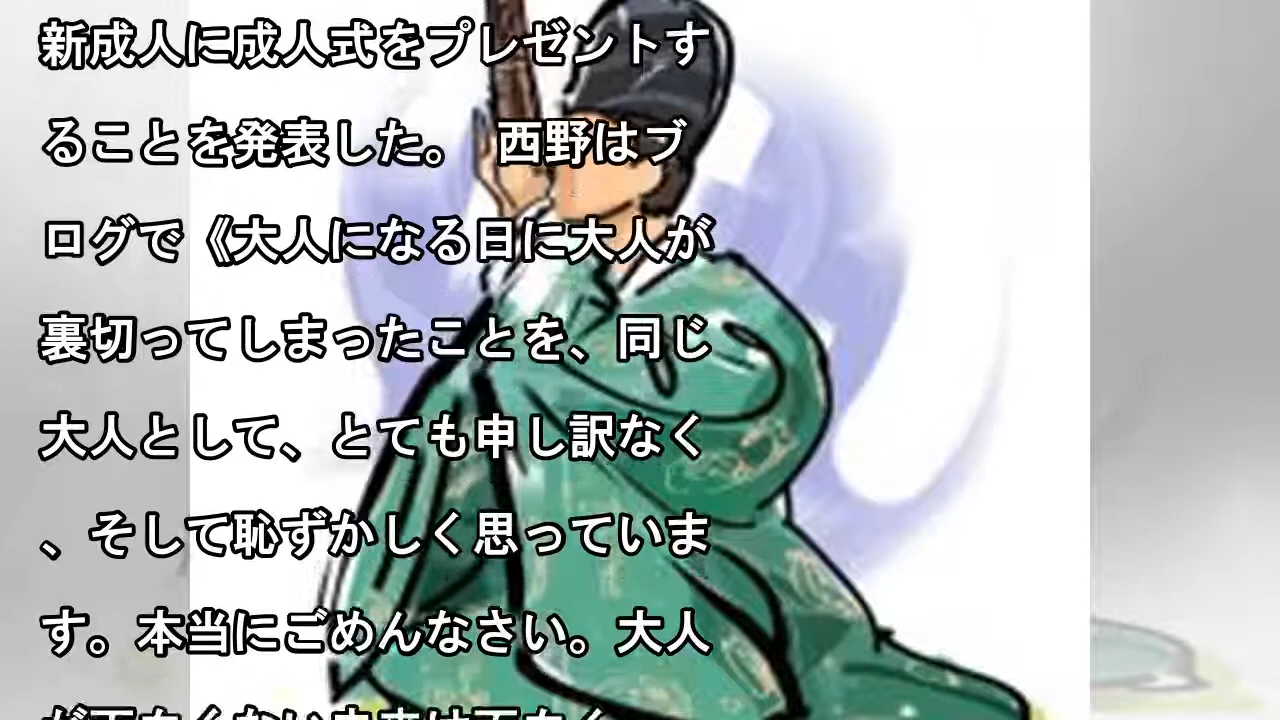 新成人に成人式をプレゼントす
ることを発表した。 西野はブ
ログで《大人になる日に大人が
裏切ってしまったことを、同じ
大人として、とても申し訳なく
、そして恥ずかしく思っていま
す。本当にごめんなさい。大人